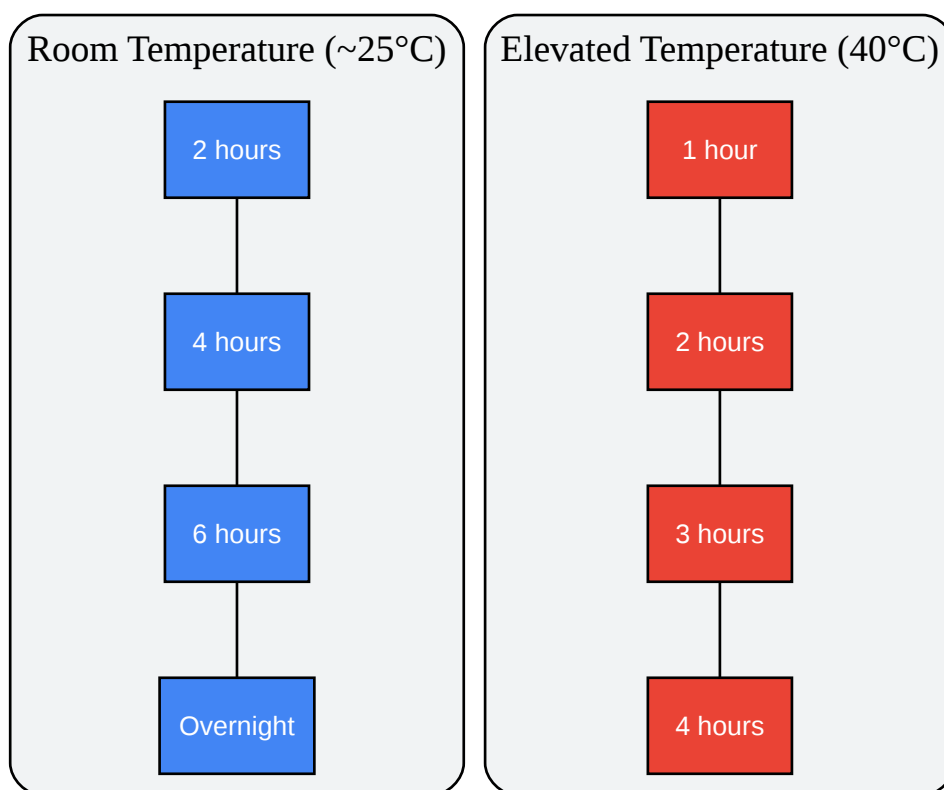 Room Temperature (~25°C)
2 hours
4 hours
6 hours
Overnight
Elevated Temperature (40°C)
1 hour
2 hours
3 hours
4 hours